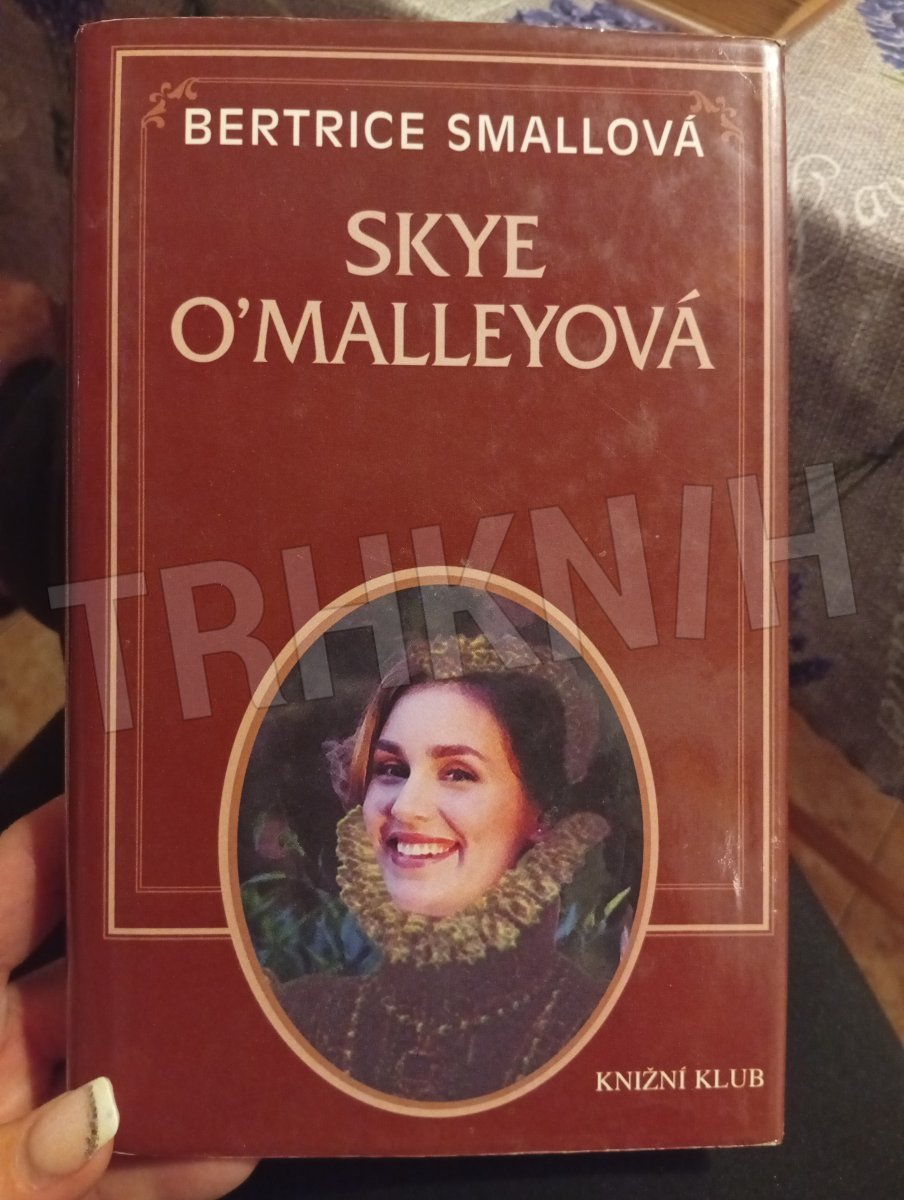 BERTRICE SMALLOVÁ
SKYE
O'MALLEYOVÁ
TRHKNIH
KNIŽNÍ KLUB